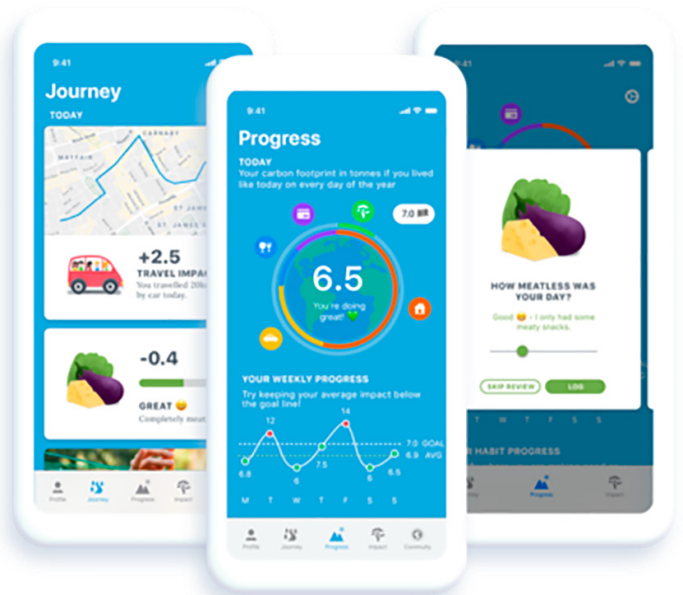 9:41
Journey
TODAY
MAYFAIR
CARNABY
ST. JAMES
+2.5
TRAVEL IMPA
You travelled 20k
by car today.
-0.4
GREAT 😄
Completely meat
Profile
Journey
Progress
Impact
9:41
Progress
TODAY
Your carbon footprint in tonnes if you lived
like today on every day of the year
7.0
6.5
You're doing
great! 💚
YOUR WEEKLY PROGRESS
Try keeping your average impact below
the goal line!
14
12
7.0 GOAL
6.9 AVG
6.8
6
7.5
6
6.5
M T W T F S S
Profile
Journey
Progress
Impact
9:41
HOW MEATLESS WAS
YOUR DAY?
Good 😄 - I only had some
meaty snacks.
SKIP REVIEW
LOG
T W T F S S
R HABIT PROGRESS
Progress
Impact